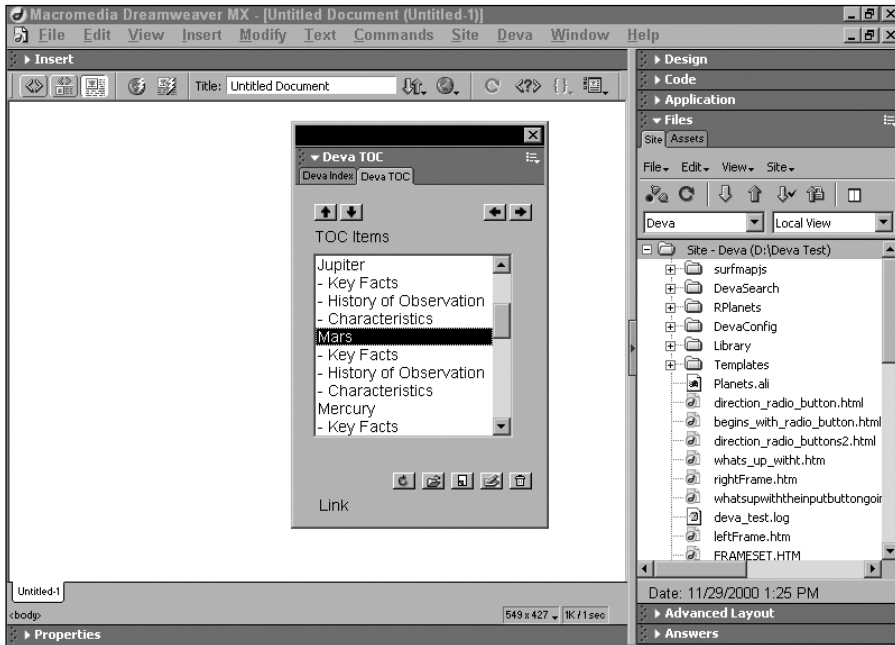 Macromedia Dreamweaver MX - [Untitled Document (Untitled-1)]
File Edit View Insert Modify Text Commands Site Deva Window Help
Insert
Title: Untitled Document
Deva TOC
Deva Index Deva TOC
TOC Items
Jupiter
- Key Facts
- History of Observation
- Characteristics
Mars
- Key Facts
- History of Observation
- Characteristics
Mercury
- Key Facts
Link
Untitled-1
<body>
549 x 427 1K / 1 sec
Properties
Design
Code
Application
Files
Site Assets
File Edit View Site
Deva Local View
Site - Deva (D:\Deva Test)
surfmapjs
DevaSearch
RPlanets
DevaConfig
Library
Templates
Planets.ali
direction_radio_button.html
begins_with_radio_button.html
direction_radio_buttons2.html
whats_up_witht.htm
rightFrame.htm
whatsupwiththeinputbuttongoir
deva_test.log
leftFrame.htm
FRAMESET.HTM
Date: 11/29/2000 1:25 PM
Advanced Layout
Answers